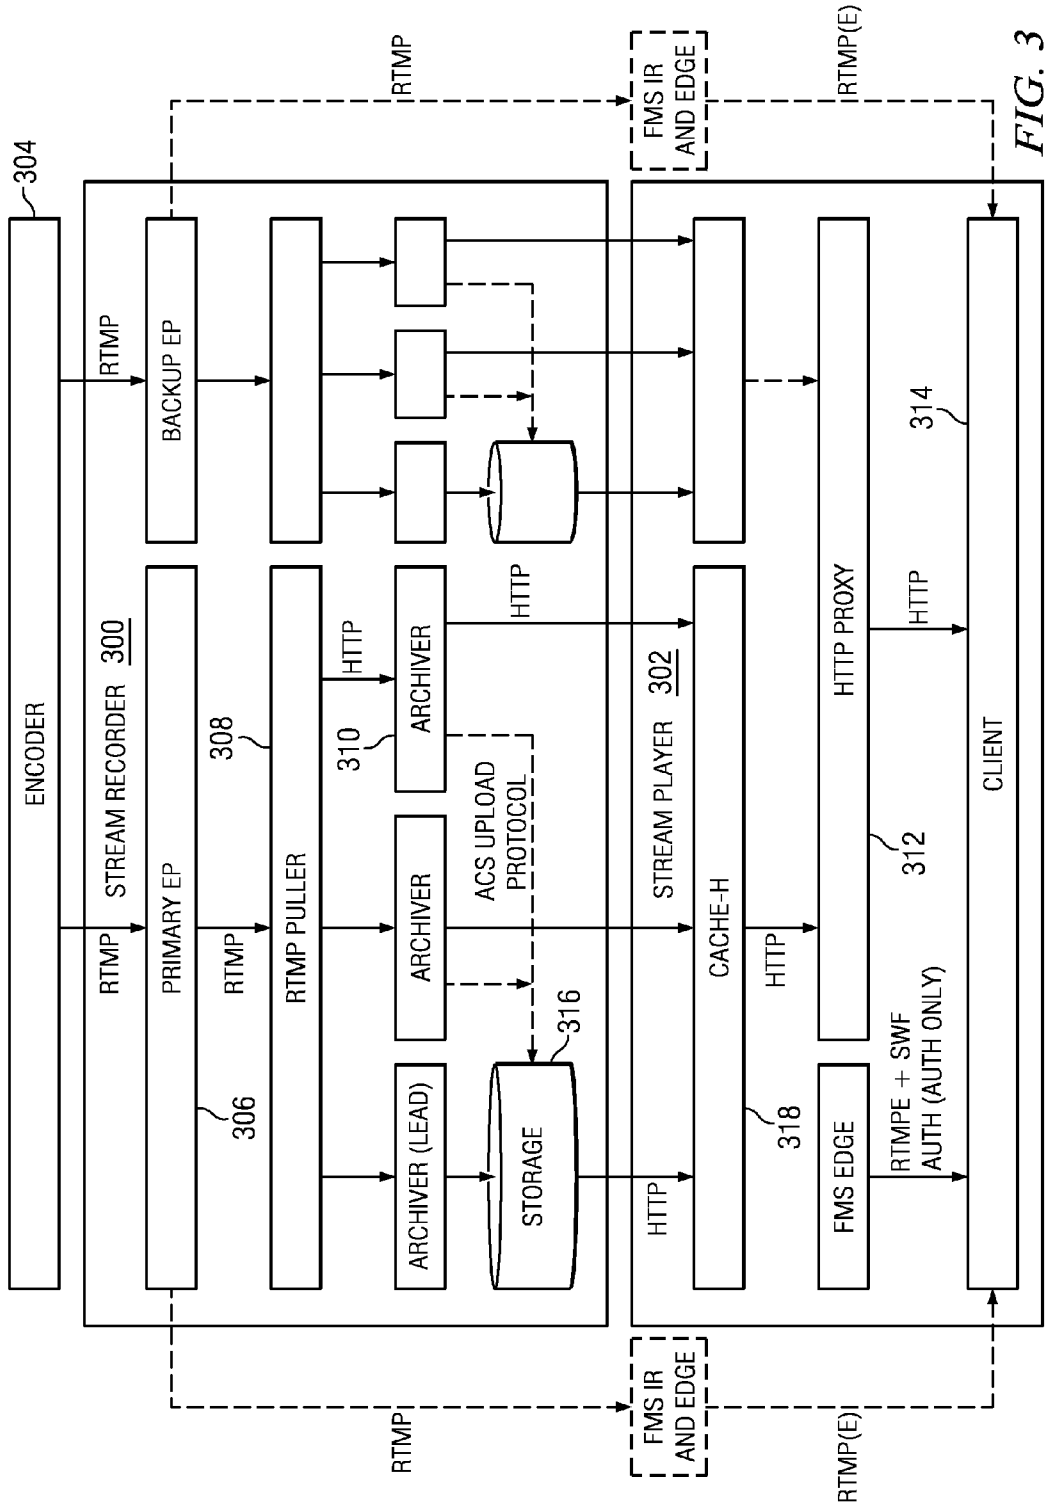 304
ENCODER
RTMP
RTMP
STREAM RECORDER
300
PRIMARY EP
306
BACKUP EP
RTMP
RTMP PULLER
308
HTTP
ARCHIVER (LEAD)
ARCHIVER
310
ARCHIVER
ACS UPLOAD
PROTOCOL
STORAGE
316
HTTP
HTTP
RTMP
RTMP
FMS IR
AND EDGE
FMS IR
AND EDGE
STREAM PLAYER
302
CACHE-H
318
HTTP
FMS EDGE
HTTP PROXY
312
RTMPE + SWF
AUTH (AUTH ONLY)
HTTP
RTMP(E)
RTMP(E)
CLIENT
314
FIG. 3